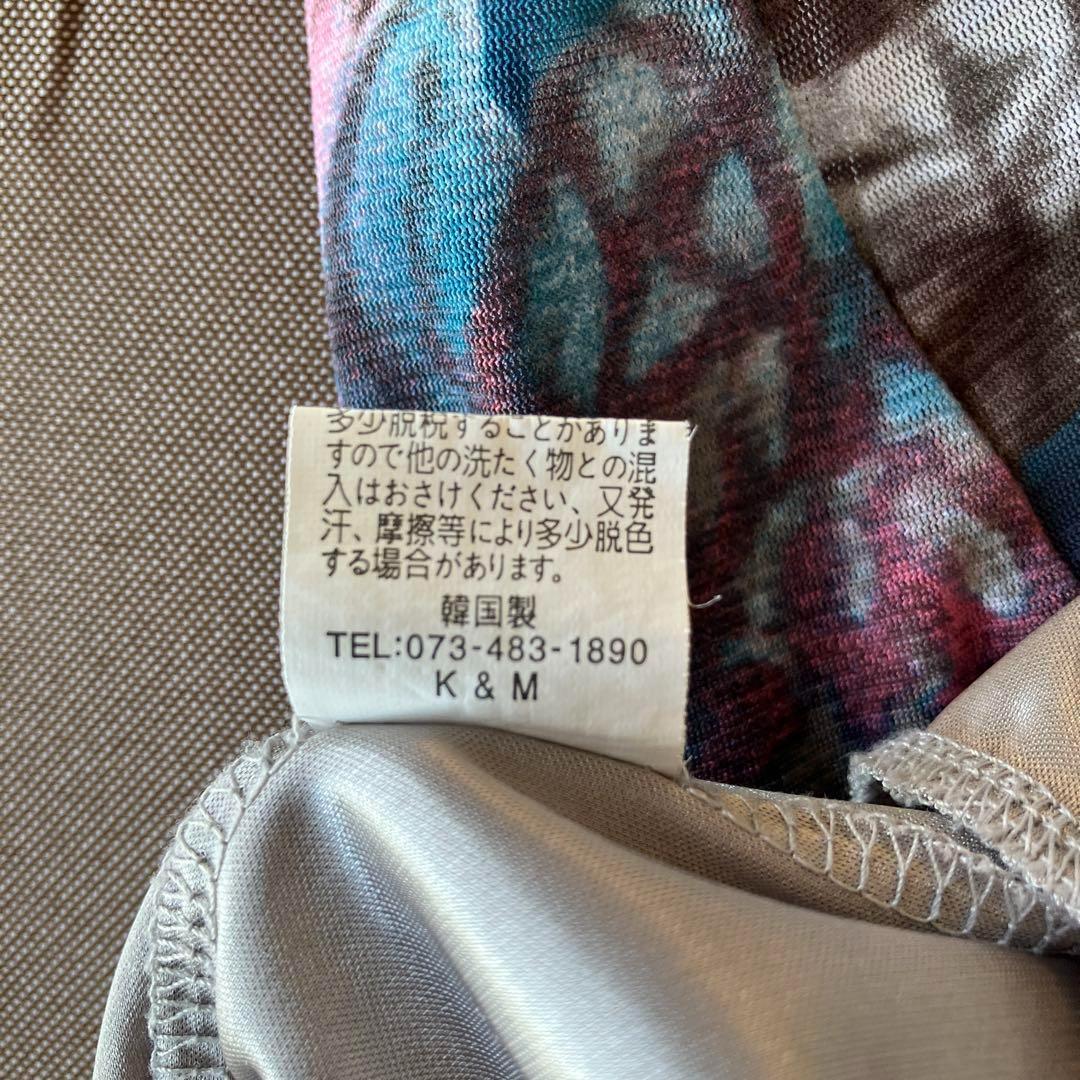 多少脱税することがありま
すので他の洗たく物との混
入はおさけください、又発
汗、摩擦等により多少脱色
する場合があります。
韓国製
TEL:073-483-1890
K & M